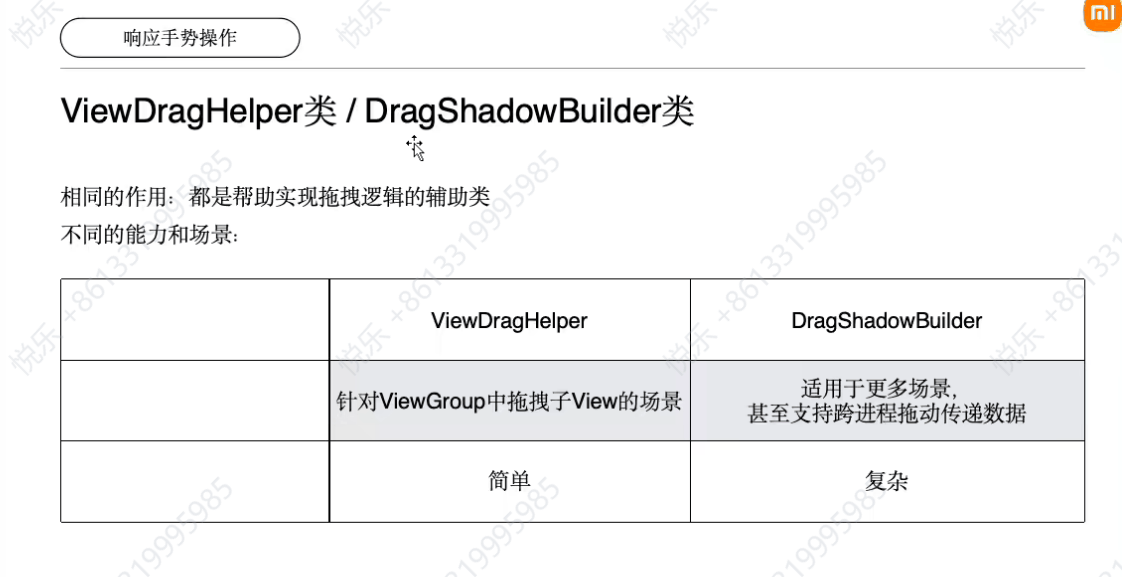 响应手势操作
mi
ViewDragHelper类 / DragShadowBuilder类
相同的作用：都是帮助实现拖拽逻辑的辅助类
不同的能力和场景：
ViewDragHelper
DragShadowBuilder
针对ViewGroup中拖拽子View的场景
适用于更多场景，
甚至支持跨进程拖动传递数据
简单
复杂
悦乐 +8613319995985